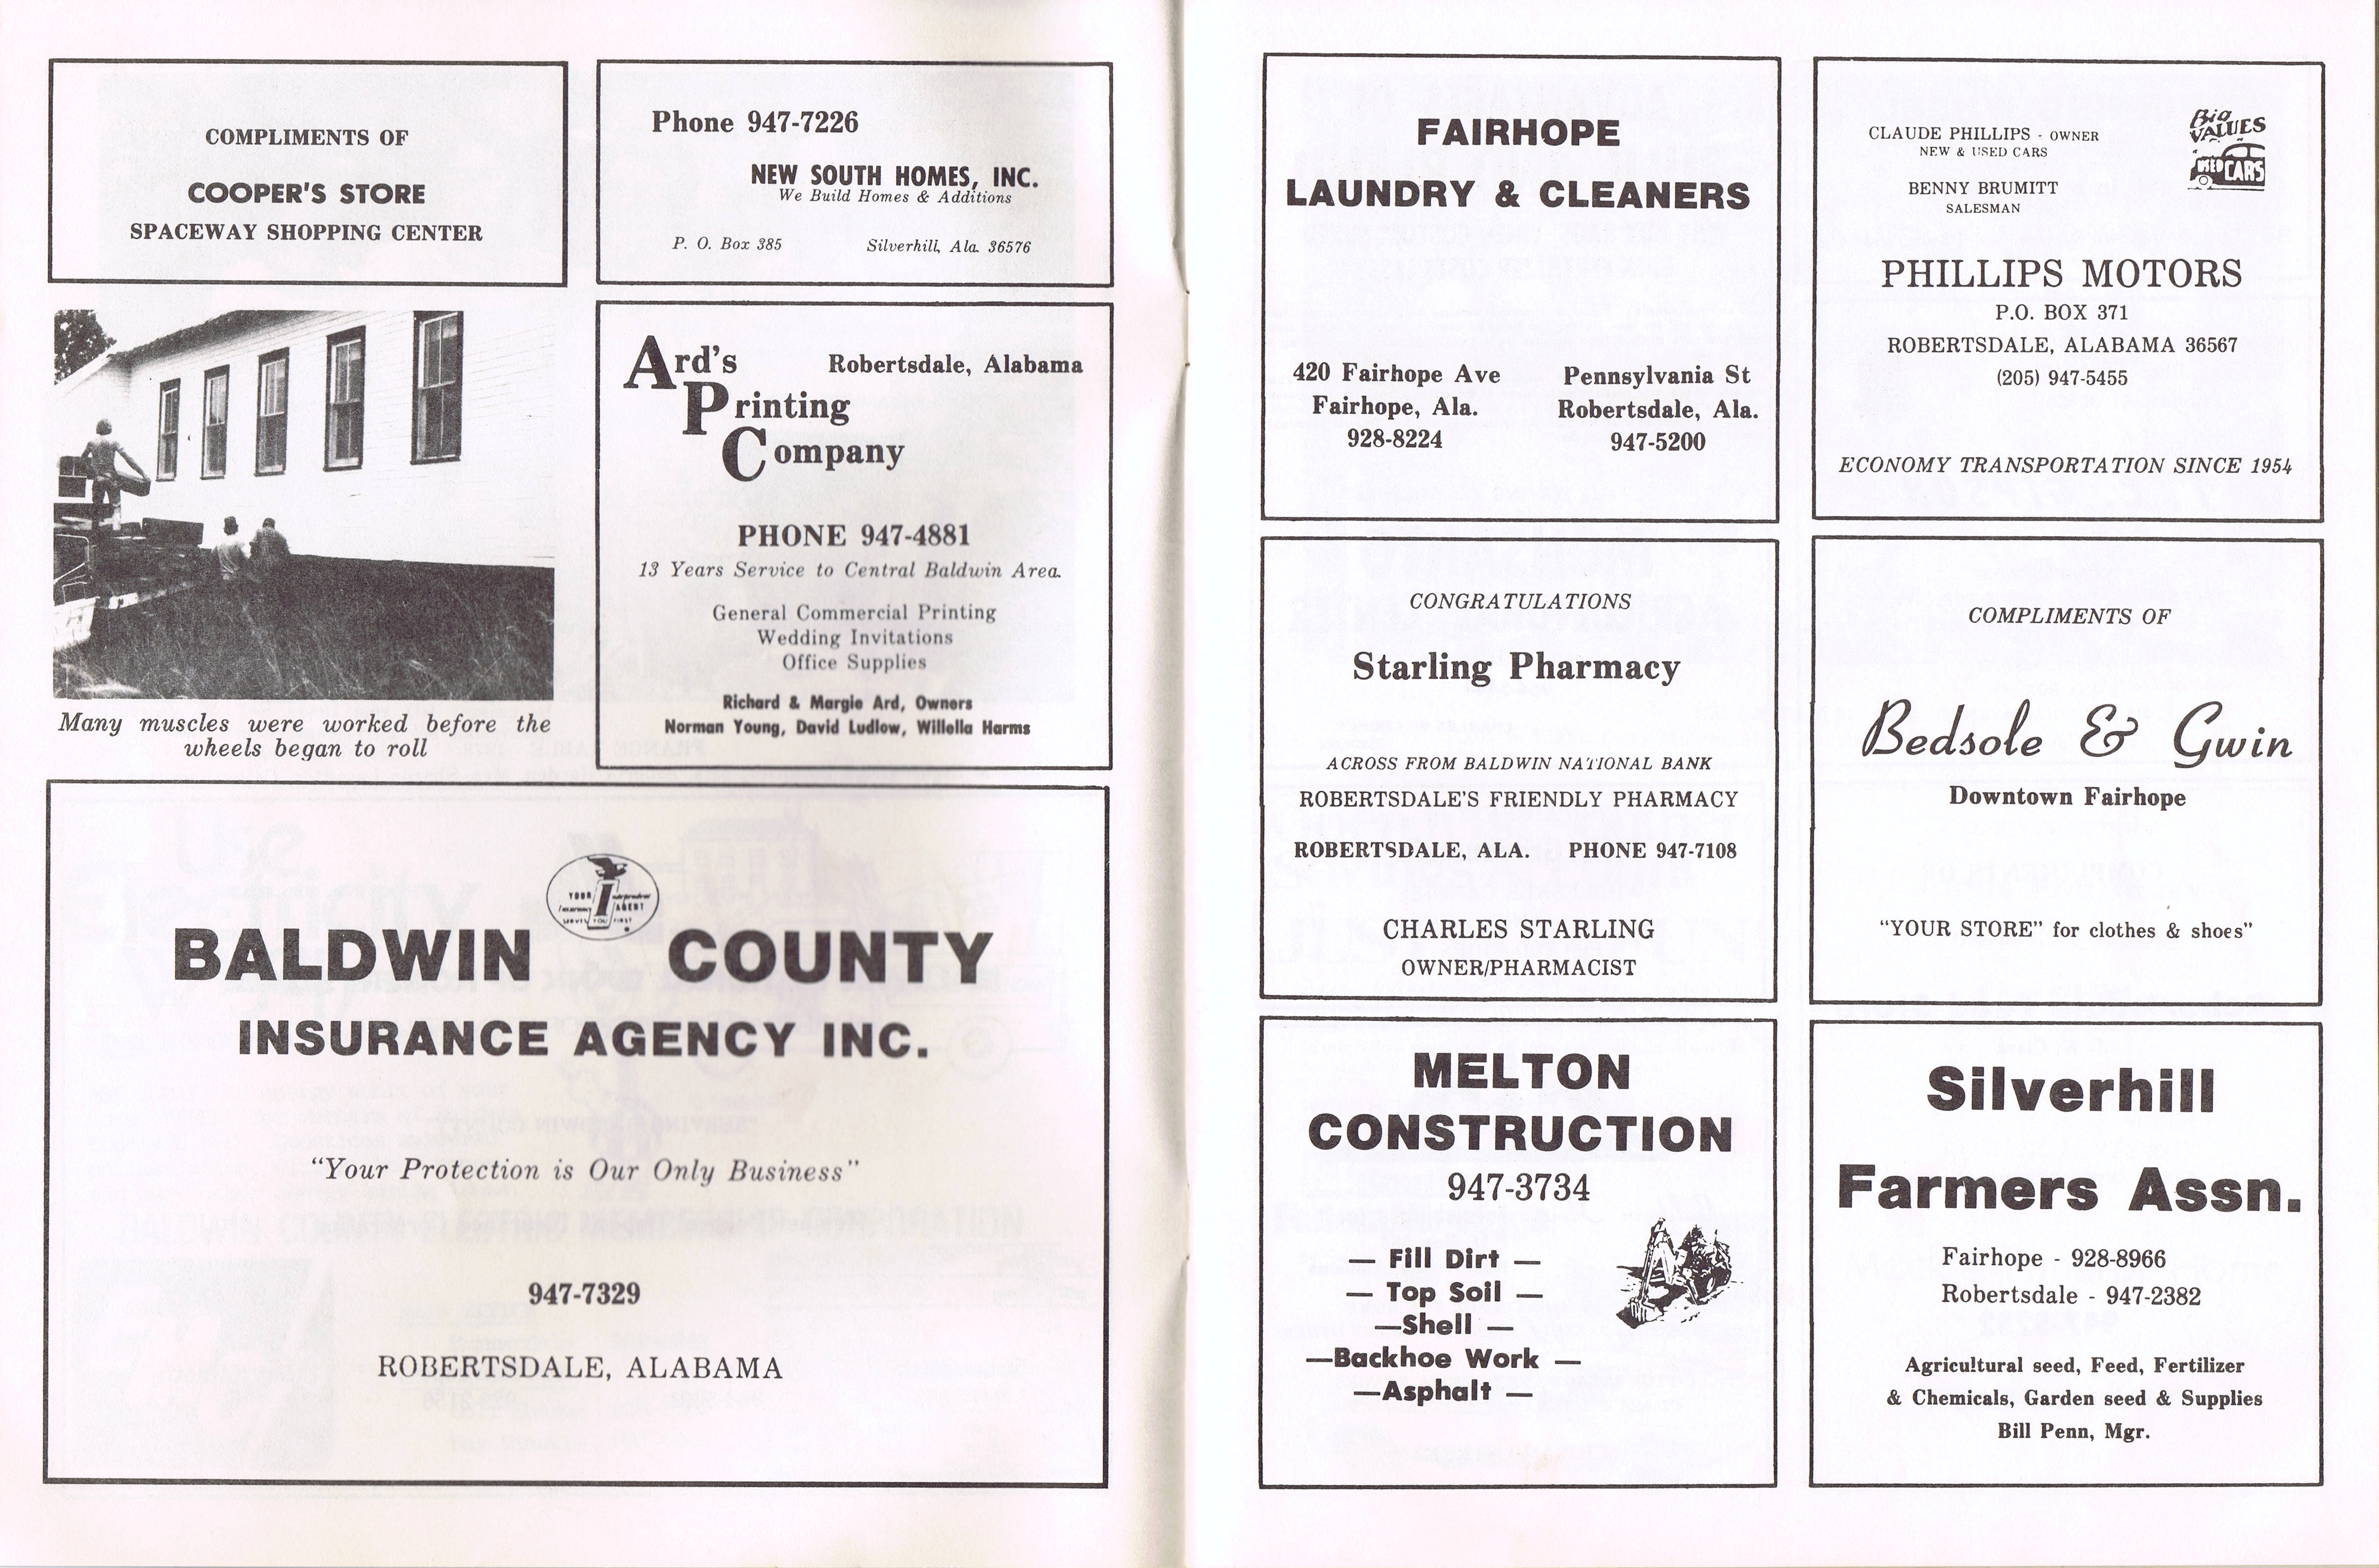 COMPLIMENTS OF
COOPER'S STORE
SPACEWAY SHOPPING CENTER
Phone 947-7226
NEW SOUTH HOMES, INC.
We Build Homes & Additions
P. O. Box 385 Silverhill, Ala. 36576
Many muscles were worked before the
wheels began to roll
Ard's Robertsdale, Alabama
Printing
Company
PHONE 947-4881
13 Years Service to Central Baldwin Area.
General Commercial Printing
Wedding Invitations
Office Supplies
Richard & Margie Ard, Owners
Norman Young, David Ludlow, Willella Harms
YOUR Independent
Insurance AGENT
SERVES YOU FIRST
BALDWIN COUNTY
INSURANCE AGENCY INC.
"Your Protection is Our Only Business"
947-7329
ROBERTSDALE, ALABAMA
FAIRHOPE
LAUNDRY & CLEANERS
420 Fairhope Ave
Fairhope, Ala.
928-8224
Pennsylvania St
Robertsdale, Ala.
947-5200
CLAUDE PHILLIPS - OWNER
NEW & USED CARS
BENNY BRUMITT
SALESMAN
Big
VALUES
USED CARS
PHILLIPS MOTORS
P.O. BOX 371
ROBERTSDALE, ALABAMA 36567
(205) 947-5455
ECONOMY TRANSPORTATION SINCE 1954
CONGRATULATIONS
Starling Pharmacy
ACROSS FROM BALDWIN NATIONAL BANK
ROBERTSDALE'S FRIENDLY PHARMACY
ROBERTSDALE, ALA. PHONE 947-7108
CHARLES STARLING
OWNER/PHARMACIST
COMPLIMENTS OF
Bedsole & Gwin
Downtown Fairhope
"YOUR STORE" for clothes & shoes"
MELTON
CONSTRUCTION
947-3734
— Fill Dirt —
— Top Soil —
—Shell —
—Backhoe Work —
—Asphalt —
Silverhill
Farmers Assn.
Fairhope - 928-8966
Robertsdale - 947-2382
Agricultural seed, Feed, Fertilizer
& Chemicals, Garden seed & Supplies
Bill Penn, Mgr.